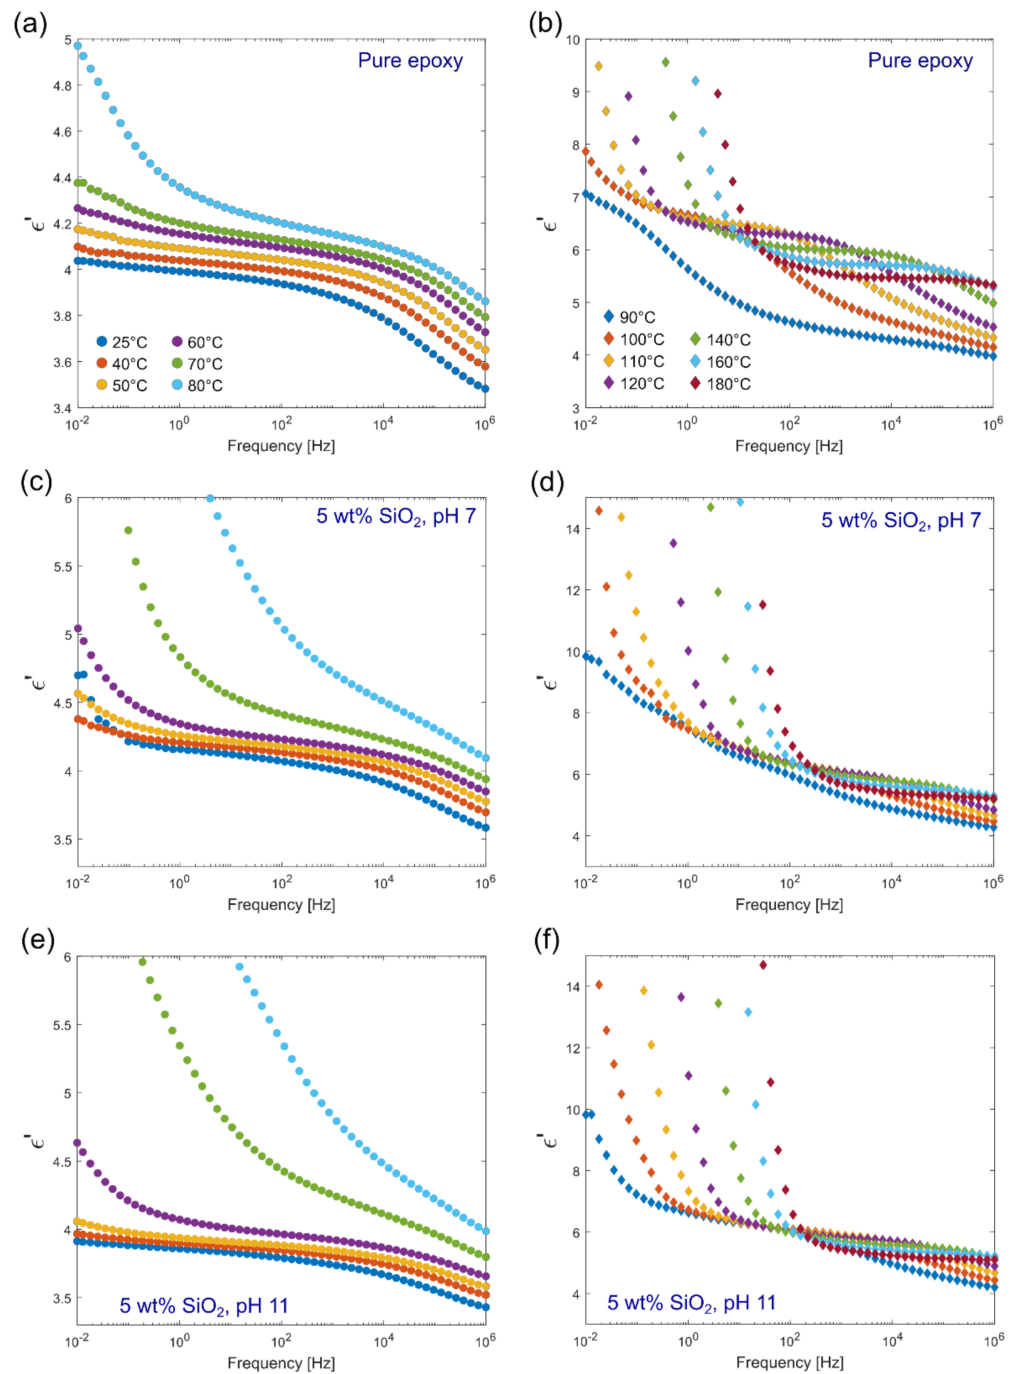 (a)
Pure epoxy
5
4.8
4.6
4.4
4.2
4
3.8
3.6
3.4
ϵ'
25°C
40°C
50°C
60°C
70°C
80°C
10⁻² 10⁰ 10² 10⁴ 10⁶
Frequency [Hz]
(b)
Pure epoxy
10
9
8
7
6
5
4
3
ϵ'
90°C
100°C
110°C
120°C
140°C
160°C
180°C
10⁻² 10⁰ 10² 10⁴ 10⁶
Frequency [Hz]
(c)
5 wt% SiO₂, pH 7
6
5.5
5
4.5
4
3.5
ϵ'
10⁻² 10⁰ 10² 10⁴ 10⁶
Frequency [Hz]
(d)
5 wt% SiO₂, pH 7
14
12
10
8
6
4
ϵ'
10⁻² 10⁰ 10² 10⁴ 10⁶
Frequency [Hz]
(e)
6
5.5
5
4.5
4
3.5
ϵ'
5 wt% SiO₂, pH 11
10⁻² 10⁰ 10² 10⁴ 10⁶
Frequency [Hz]
(f)
14
12
10
8
6
4
ϵ'
5 wt% SiO₂, pH 11
10⁻² 10⁰ 10² 10⁴ 10⁶
Frequency [Hz]